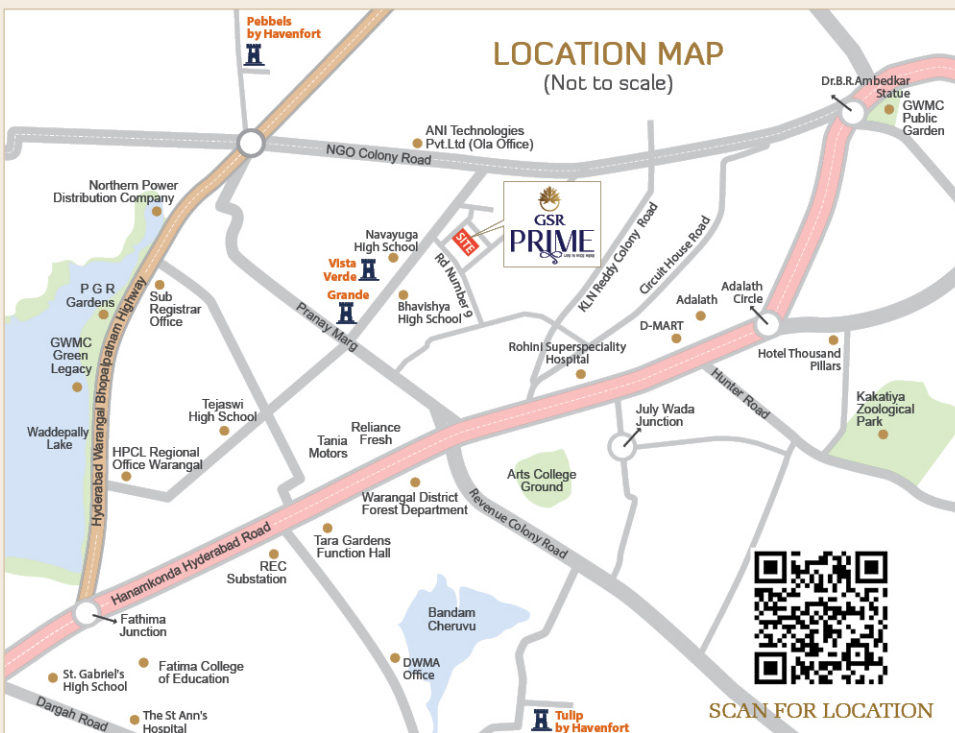 Pebbels
by Havenfort
LOCATION MAP
(Not to scale)
Dr.B.R.Ambedkar
Statue
GWMC
Public
Garden
ANI Technologies
Pvt.Ltd (Ola Office)
NGO Colony Road
Northern Power
Distribution Company
GSR
PRIME
SITE
Navayuga
High School
Vista
Verde
Grande
Rd Number 9
KLN Reddy Colony Road
Circuit House Road
P G R
Gardens
Sub
Registrar
Office
Hyderabad Warangal Bhopalpatnam Highway
Bhavishya
High School
Pranay Marg
Adalath
Circle
Adalath
D-MART
GWMC
Green
Legacy
Rohini Superspeciality
Hospital
Hotel Thousand
Pillars
Hunter Road
Kakatiya
Zoological
Park
Tejaswi
High School
July Wada
Junction
Waddepally
Lake
Reliance
Fresh
Tania
Motors
HPCL Regional
Office Warangal
Arts College
Ground
Warangal District
Forest Department
Revenue Colony Road
Tara Gardens
Function Hall
Hanamkonda Hyderabad Road
REC
Substation
Fathima
Junction
Bandam
Cheruvu
DWMA
Office
St. Gabriel's
High School
Fatima College
of Education
Dargah Road
The St Ann's
Hospital
Tulip
by Havenfort
SCAN FOR LOCATION